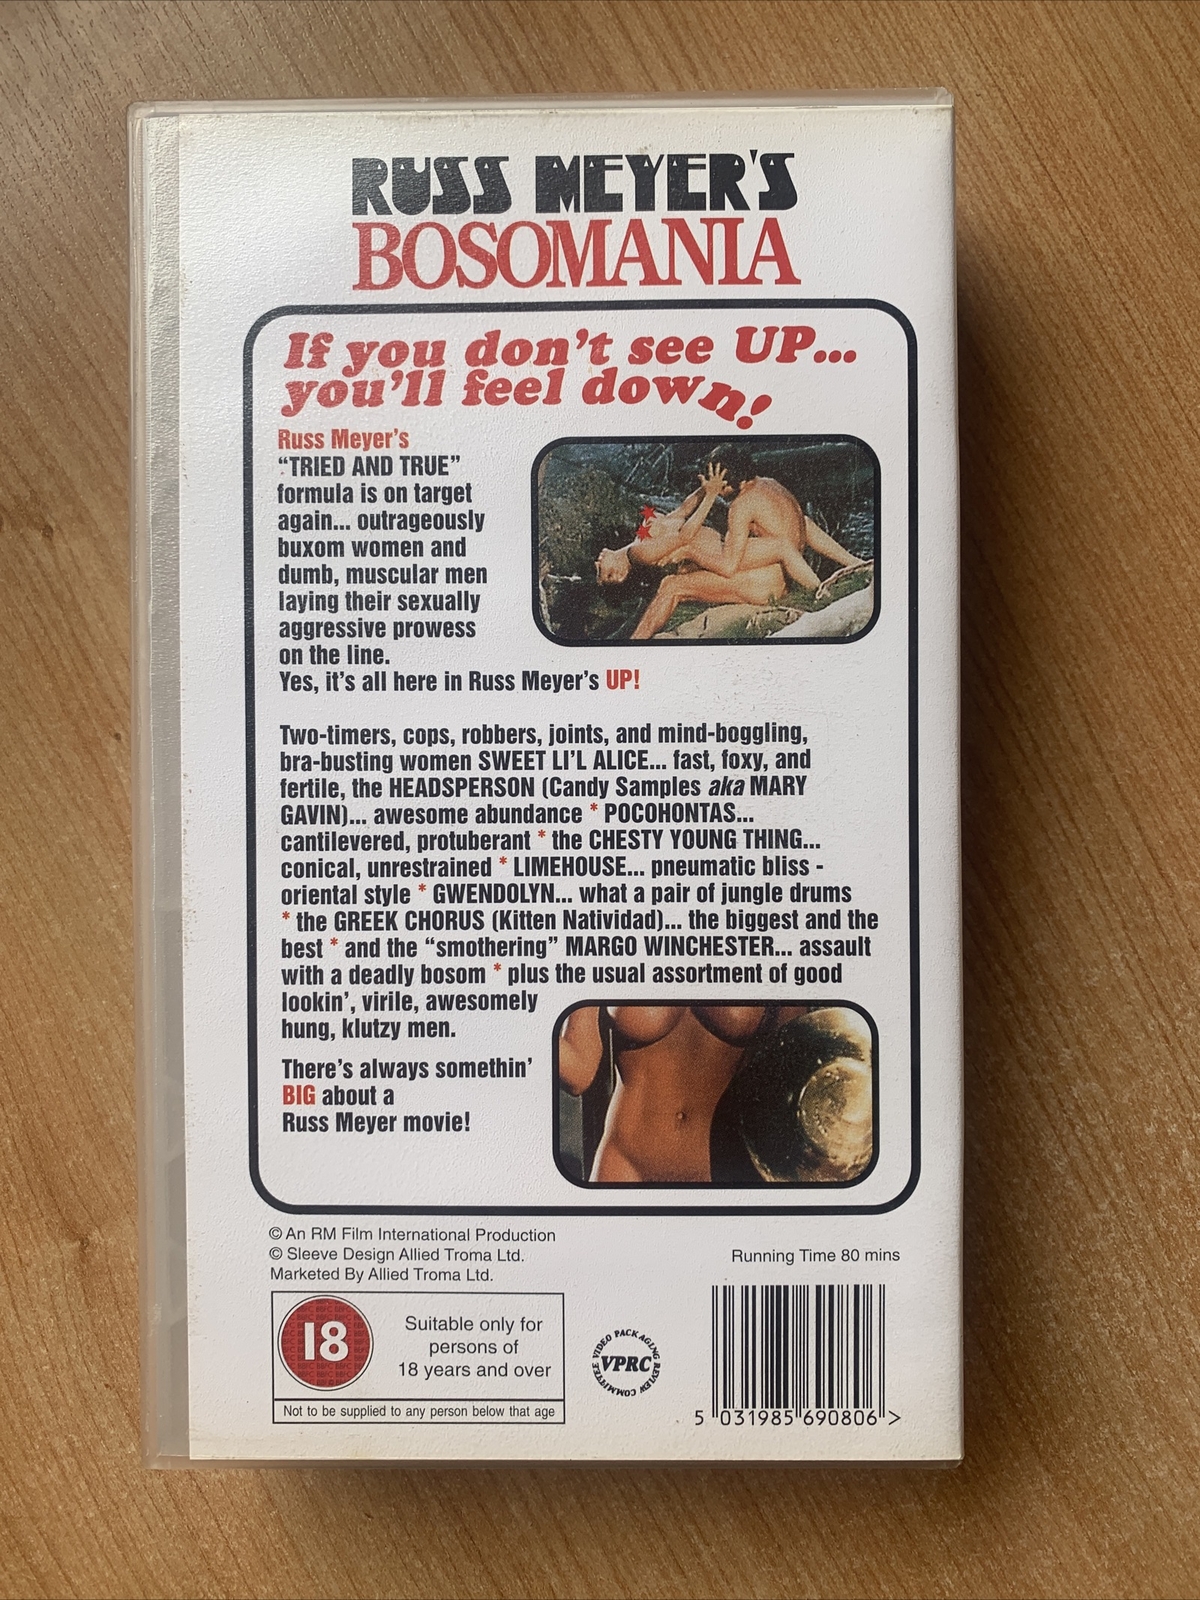 RUSS MEYER'S
BOSOMANIA
If you don't see UP...
you'll feel down!
Russ Meyer's
“TRIED AND TRUE”
formula is on target
again... outrageously
buxom women and
dumb, muscular men
laying their sexually
aggressive prowess
on the line.
Yes, it's all here in Russ Meyer's UP!
Two-timers, cops, robbers, joints, and mind-boggling,
bra-busting women SWEET LI'L ALICE... fast, foxy, and
fertile, the HEADSPERSON (Candy Samples aka MARY
GAVIN)... awesome abundance * POCOHONTAS...
cantilevered, protuberant * the CHESTY YOUNG THING...
conical, unrestrained * LIMEHOUSE... pneumatic bliss -
oriental style * GWENDOLYN... what a pair of jungle drums
* the GREEK CHORUS (Kitten Natividad)... the biggest and the
best * and the “smothering” MARGO WINCHESTER... assault
with a deadly bosom * plus the usual assortment of good
lookin', virile, awesomely
hung, klutzy men.
There's always somethin'
BIG about a
Russ Meyer movie!
© An RM Film International Production
© Sleeve Design Allied Troma Ltd.
Marketed By Allied Troma Ltd.
Running Time 80 mins
18
Suitable only for
persons of
18 years and over
Not to be supplied to any person below that age
VIDEO PACKAGING REVIEW COMMITTEE
VPRC
5 031985 690806 >